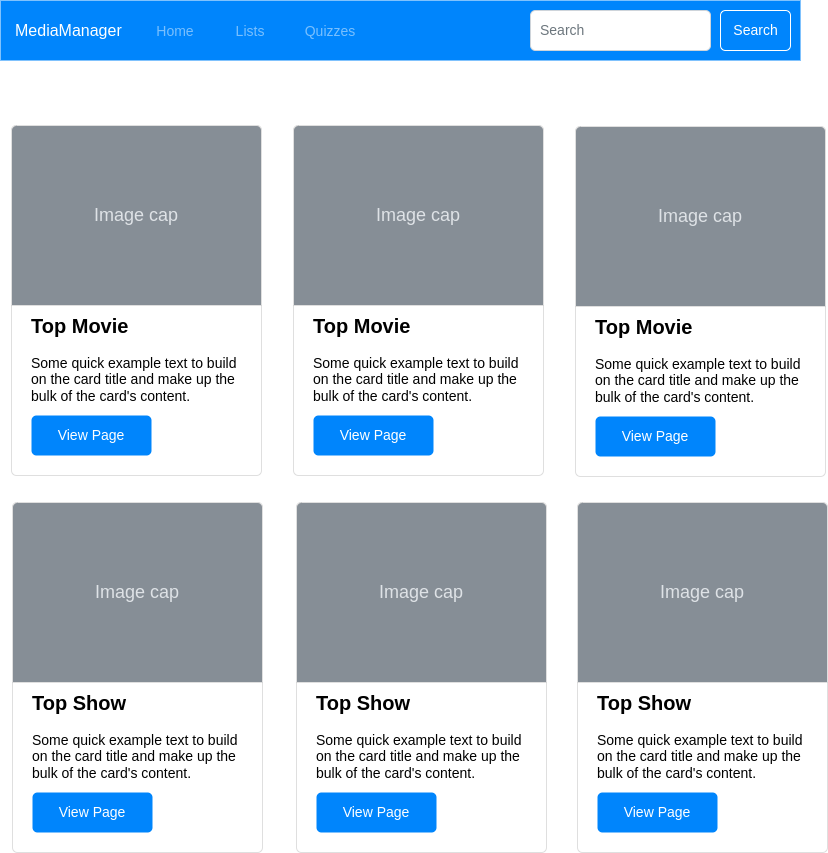 MediaManager Home Lists Quizzes Search Search
Image cap Image cap Image cap
Top Movie Top Movie Top Movie
Some quick example text to build
on the card title and make up the
bulk of the card's content.
Some quick example text to build
on the card title and make up the
bulk of the card's content.
Some quick example text to build
on the card title and make up the
bulk of the card's content.
View Page View Page View Page
Image cap Image cap Image cap
Top Show Top Show Top Show
Some quick example text to build
on the card title and make up the
bulk of the card's content.
Some quick example text to build
on the card title and make up the
bulk of the card's content.
Some quick example text to build
on the card title and make up the
bulk of the card's content.
View Page View Page View Page